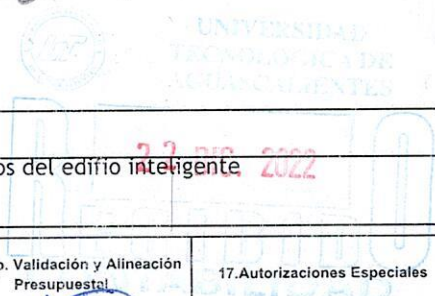 UNIVERSIDAD
TECNOLOGICA DE
AGUASCALIENTES
os del edifio inteligente
22 DIC. 2022
o. Validación y Alineación
Presupuestal
17.Autorizaciones Especiales